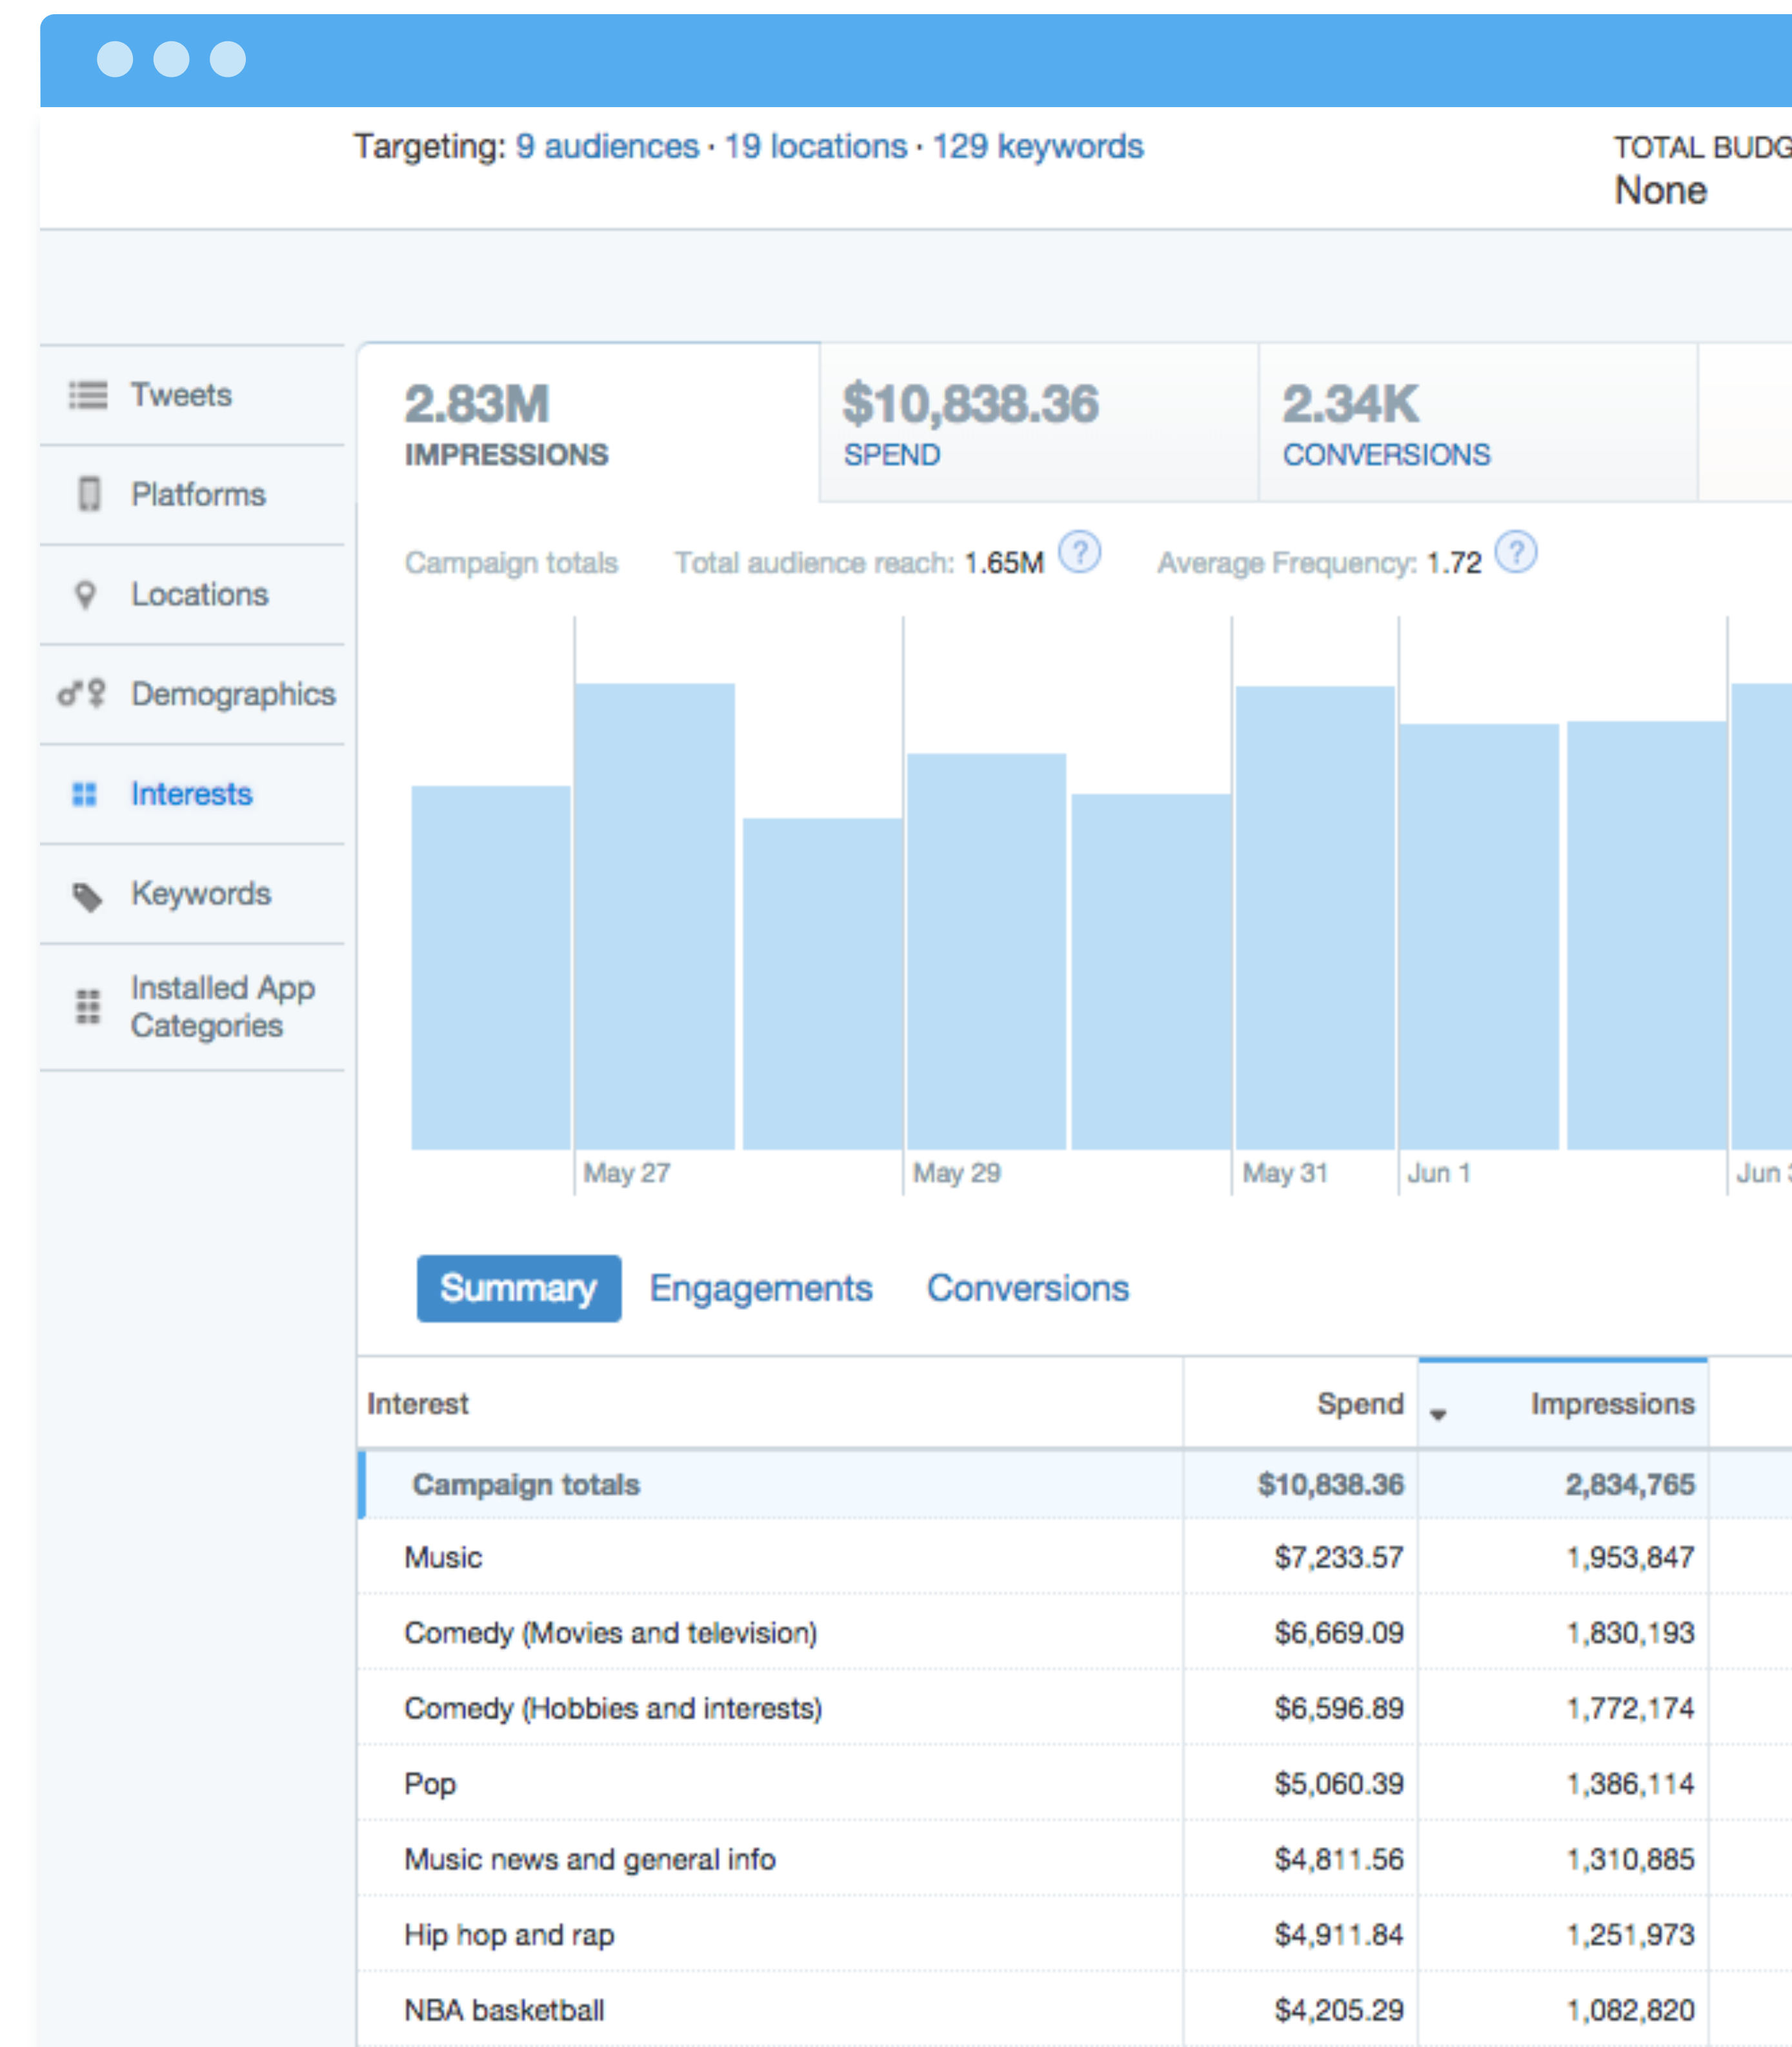 Targeting: 9 audiences · 19 locations · 129 keywords
TOTAL
None
Tweets
Platforms
Locations
Demographics
Interests
Keywords
Installed App
Categories
2.83M
IMPRESSIONS
$10,838.36
SPEND
2.34K
CONVERSIONS
Campaign totals Total audience reach: 1.65M ? Average Frequency: 1.72 ?
May 27 May 29 May 31 Jun 1 Jun
Summary Engagements Conversions
Interest Spend Impressions
Campaign totals $10,838.36 2,834,765
Music $7,233.57 1,953,847
Comedy (Movies and television) $6,669.09 1,830,193
Comedy (Hobbies and interests) $6,596.89 1,772,174
Pop $5,060.39 1,386,114
Music news and general info $4,811.56 1,310,885
Hip hop and rap $4,911.84 1,251,973
NBA basketball $4,205.29 1,082,820